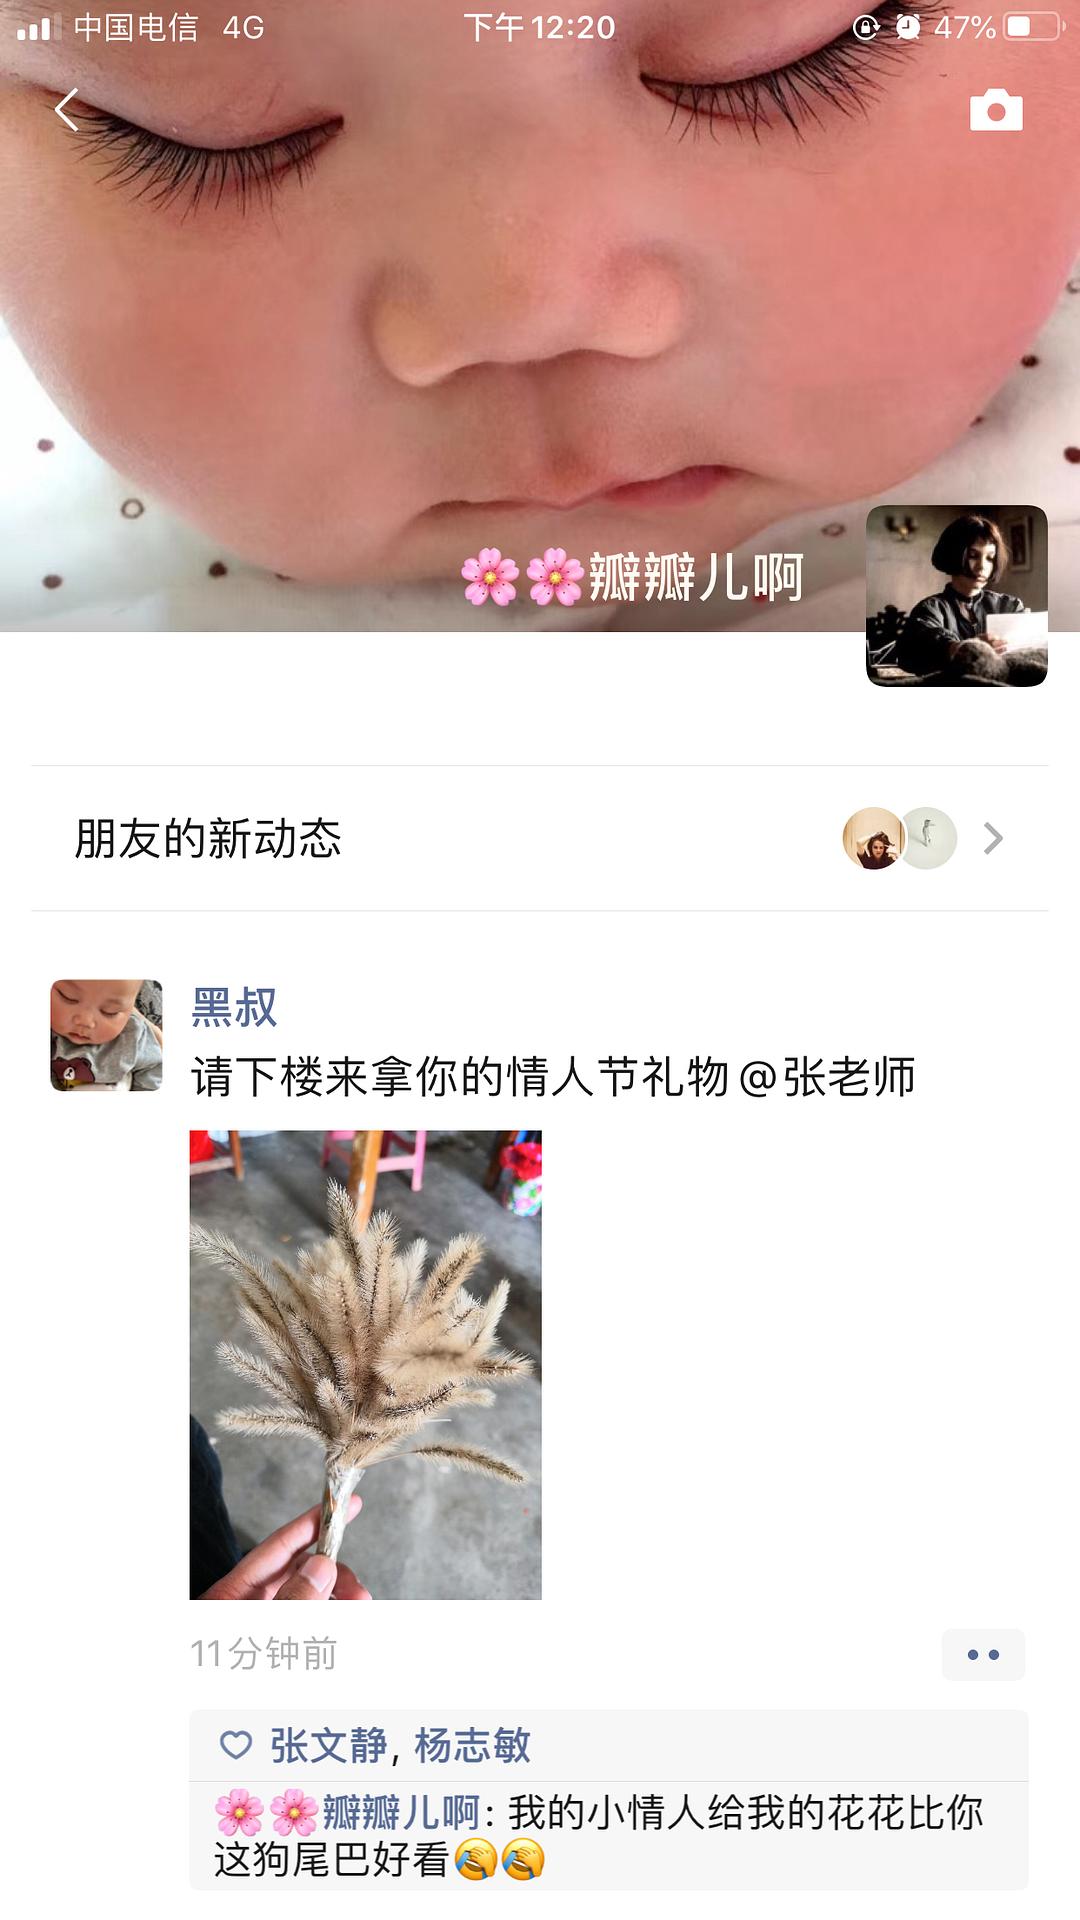 中国电信 4G 下午12:20 47%
🌸🌸瓣瓣儿啊
朋友的新动态
黑叔
请下楼来拿你的情人节礼物@张老师
11分钟前
张文静, 杨志敏
🌸🌸瓣瓣儿啊: 我的小情人给我的花花比你
这狗尾巴好看🤦🤦